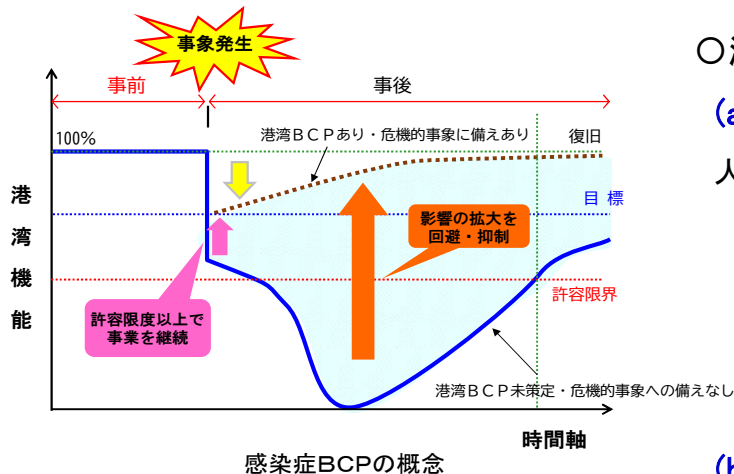 事象発生
事前
事後
100%
港湾BCPあり・危機的事象に備えあり
復旧
港湾機能
目 標
影響の拡大を
回避・抑制
許容限界
許容限度以上で
事業を継続
港湾BCP未策定・危機的事象への備えなし
時間軸
感染症BCPの概念
〇
(a
人
(b